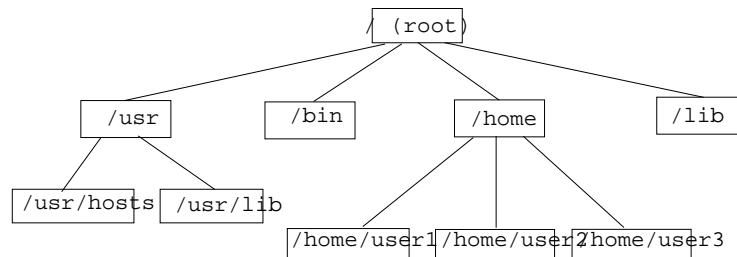 / (root)
/usr
/bin
/home
/lib
/usr/hosts
/usr/lib
/home/user1
/home/user2
/home/user3